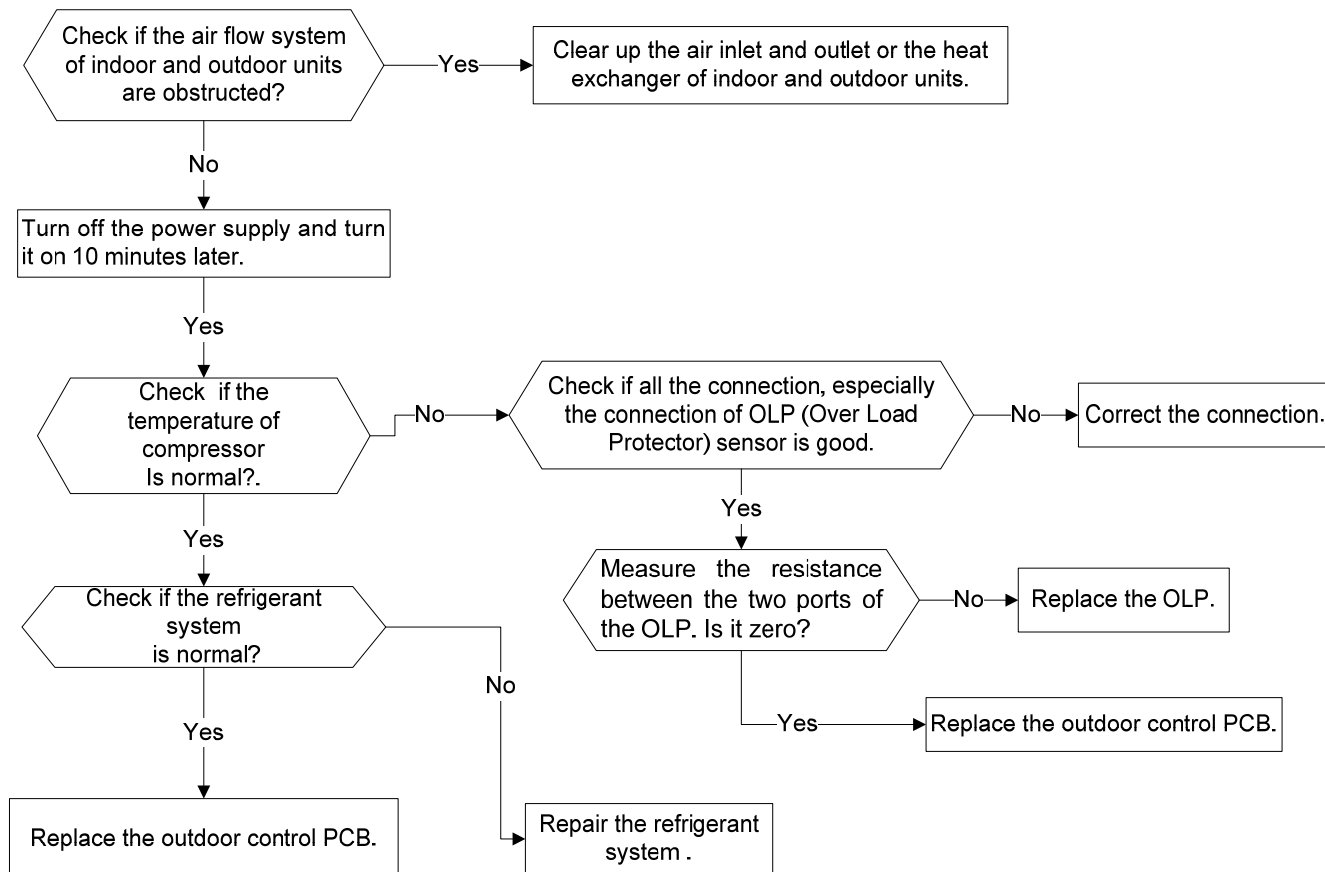 Check if the air flow system
of indoor and outdoor units
are obstructed?
Yes
Clear up the air inlet and outlet or the heat
exchanger of indoor and outdoor units.
No
Turn off the power supply and turn
it on 10 minutes later.
Yes
Check if the
temperature of
compressor
Is normal?.
No
Check if all the connection, especially
the connection of OLP (Over Load
Protector) sensor is good.
No
Correct the connection.
Yes
Yes
Measure the resistance
between the two ports of
the OLP. Is it zero?
No
Replace the OLP.
Check if the refrigerant
system
is normal?
No
Yes
Replace the outdoor control PCB.
Yes
Replace the outdoor control PCB.
Repair the refrigerant
system .